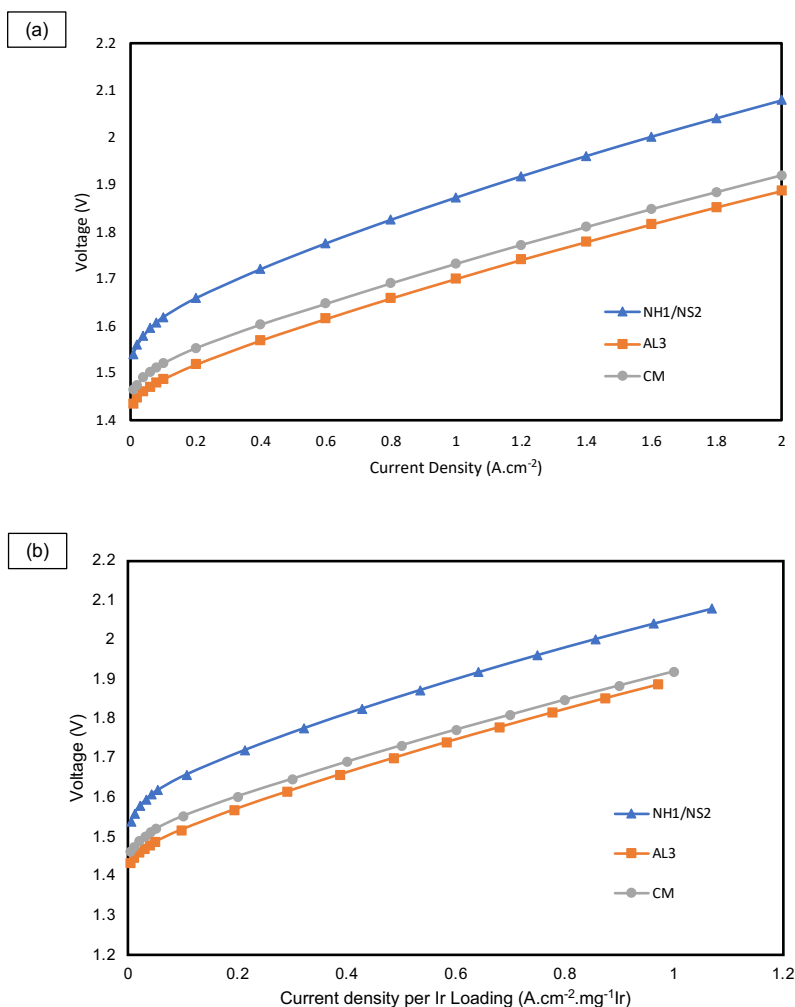 (a)
2.2
2.1
2
1.9
1.8
1.7
1.6
1.5
1.4
Voltage (V)
0 0.2 0.4 0.6 0.8 1 1.2 1.4 1.6 1.8 2
Current Density (A.cm⁻²)
NH1/NS2
AL3
CM
(b)
2.2
2.1
2
1.9
1.8
1.7
1.6
1.5
1.4
1.3
1.2
Voltage (V)
0 0.2 0.4 0.6 0.8 1 1.2
Current density per Ir Loading (A.cm⁻².mg⁻¹Ir)
NH1/NS2
AL3
CM